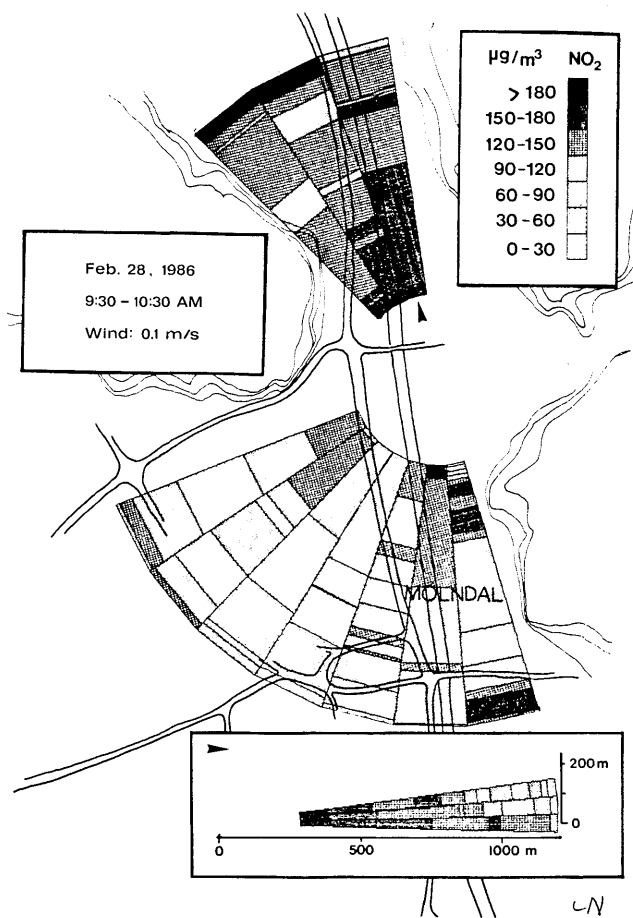 µg/m³ NO₂
> 180
150-180
120-150
90-120
60-90
30-60
0-30
Feb. 28, 1986
9:30-10:30 AM
Wind: 0.1 m/s
MOLNDAL
200 m
0
0 500 1000 m